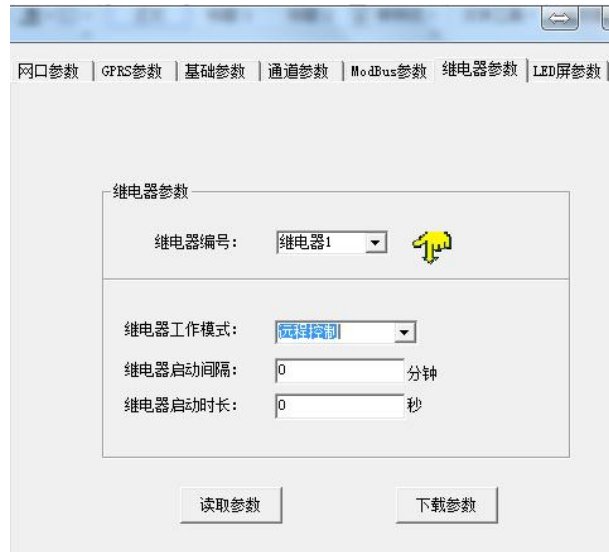 网口参数 GPRS参数 基础参数 通道参数 ModBus参数 继电器参数 LED屏参数
继电器参数
继电器编号: 继电器1
继电器工作模式: 远程控制
继电器启动间隔: 0 分钟
继电器启动时长: 0 秒
读取参数 下载参数